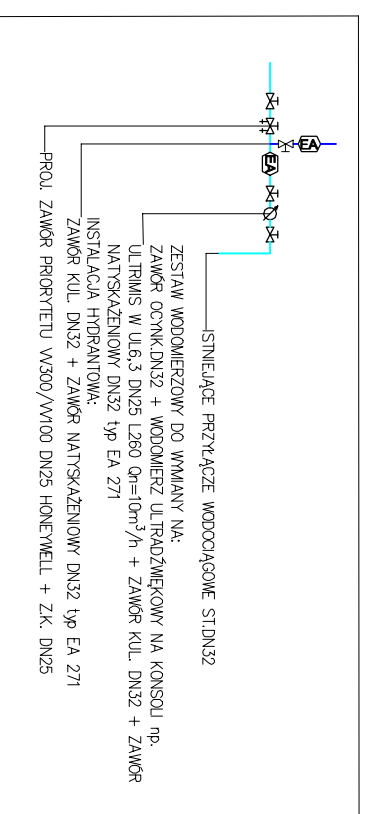 EA
EA
ISTNIEJĄCE PRZYŁĄCZE WODOCIĄGOWE ST.DN32
ZESTAW WODOMIERZOWY DO WYMIANY NA:
ZAWÓR OCYNK.DN32 + WODOMIERZ ULTRADŹWIĘKOWY NA KONSOLI np.
ULTRIMIS W UL6,3 DN25 L260 Qn=10m³/h + ZAWÓR KUL. DN32 + ZAWÓR
NATYSKAŻENIOWY DN32 typ EA 271
INSTALACJA HYDRANTOWA:
ZAWÓR KUL. DN32 + ZAWÓR NATYSKAŻENIOWY DN32 typ EA 271
PROJ. ZAWÓR PRIORYTETU VV300/VV100 DN25 HONEYWELL + Z.K. DN25